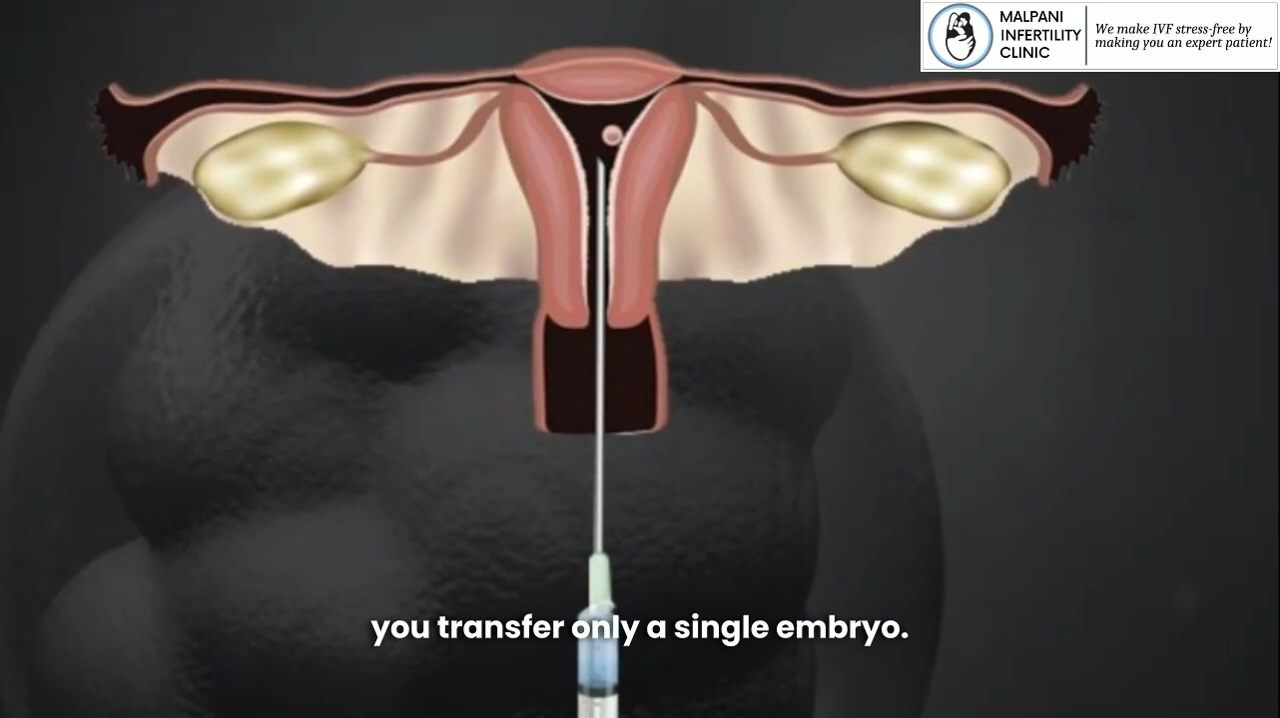 MALPANI
INFERTILITY
CLINIC
We make IVF stress-free by
making you an expert patient!
you transfer only a single embryo.